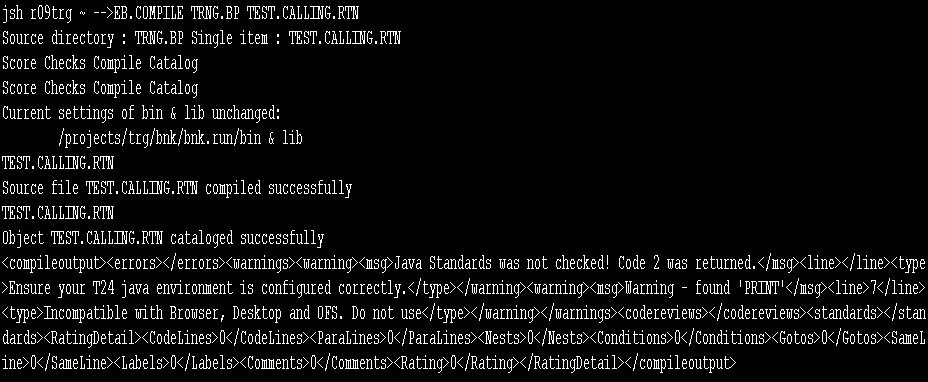 jsh r09trg ~ -->EB.COMPILE TRNG.BP TEST.CALLING.RTN
Source directory : TRNG.BP Single item : TEST.CALLING.RTN
Score Checks Compile Catalog
Score Checks Compile Catalog
Current settings of bin & lib unchanged:
/projects/trg/bnk/bnk.run/bin & lib
TEST.CALLING.RTN
Source file TEST.CALLING.RTN compiled successfully
TEST.CALLING.RTN
Object TEST.CALLING.RTN cataloged successfully
<compileoutput><errors></errors><warnings><warning><msg>Java Standards was not checked! Code 2 was returned.</msg><line></line><type
>Ensure your T24 java environment is configured correctly.</type></warning><warning><msg>Warning - found 'PRINT'</msg><line>7</line>
<type>Incompatible with Browser, Desktop and OFS. Do not use</type></warning></warnings><codereviews></codereviews><standards></stan
dards><RatingDetail><CodeLines>0</CodeLines><ParaLines>0</ParaLines><Nests>0</Nests><Conditions>0</Conditions><Gotos>0</Gotos><SameL
ine>0</SameLine><Labels>0</Labels><Comments>0</Comments><Rating>0</Rating></RatingDetail></compileoutput>